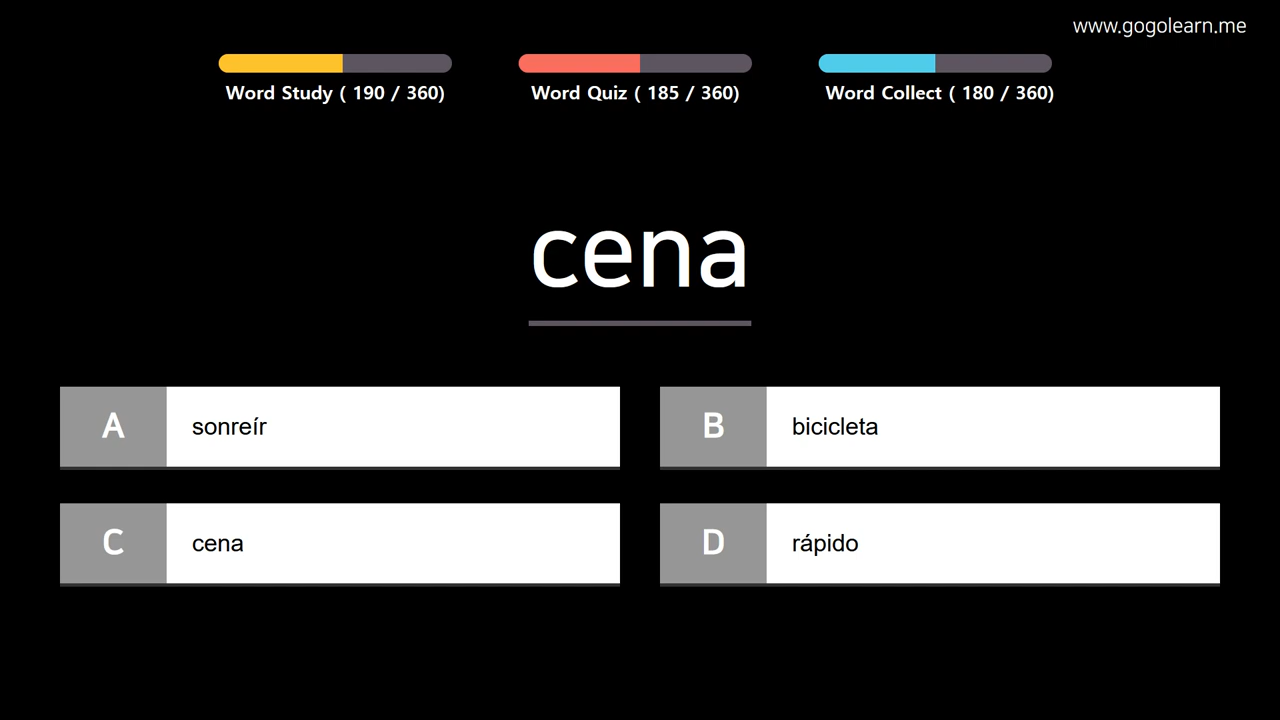 www.gogolearn.me
Word Study ( 190 / 360)
Word Quiz ( 185 / 360)
Word Collect ( 180 / 360)
cena
A sonreír
B bicicleta
C cena
D rápido